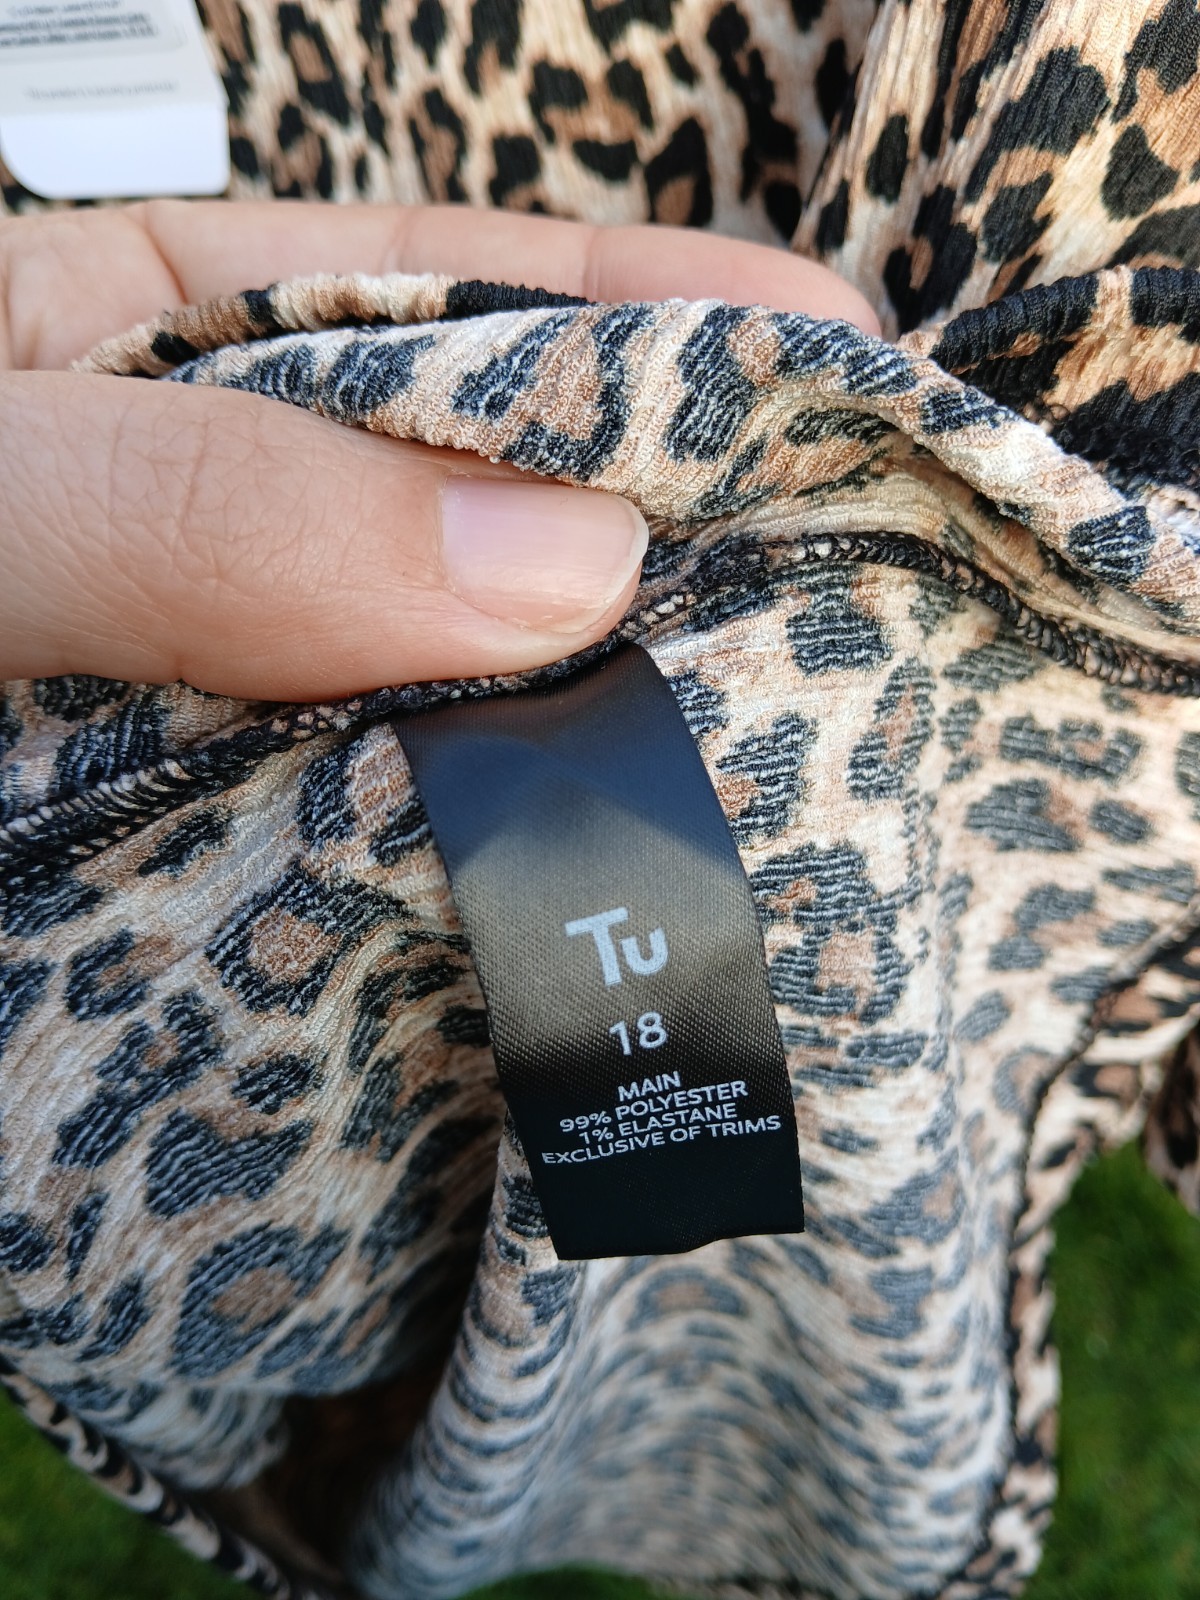 Tu
18
MAIN
99% POLYESTER
1% ELASTANE
EXCLUSIVE OF TRIMS